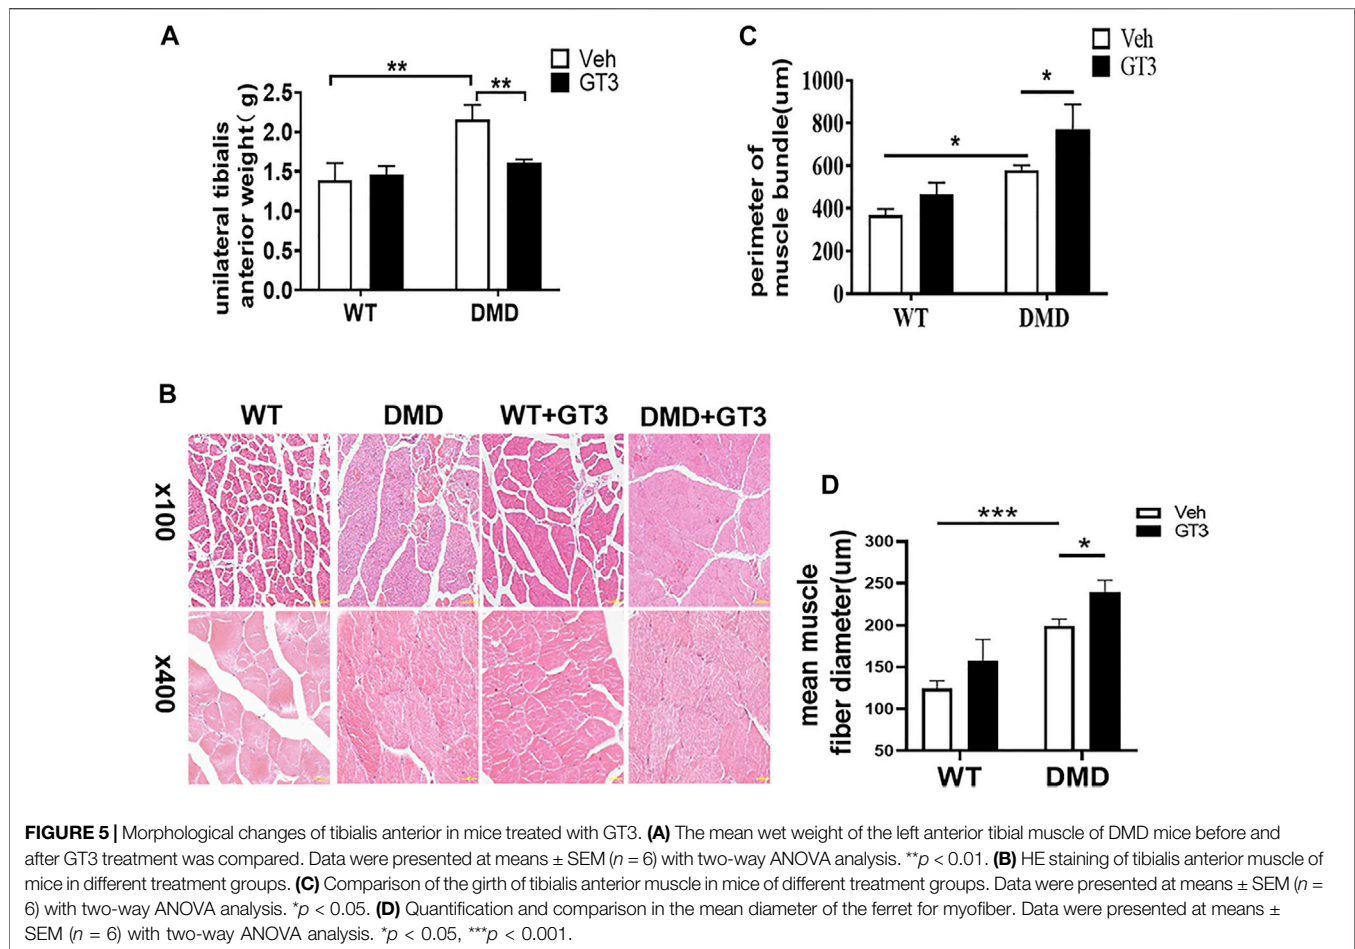 A
Veh
GT3
**
**
unilateral tibialis
anterior weight( g)
2.5
2.0
1.5
1.0
0.5
0.0
WT DMD
C
Veh
GT3
*
*
perimeter of
muscle bundle(um)
1000
800
600
400
200
0
WT DMD
B
WT DMD WT+GT3 DMD+GT3
x100
x400
D
Veh
GT3
***
*
mean muscle
fiber diameter(um)
300
250
200
150
100
50
WT DMD
FIGURE 5 | Morphological changes of tibialis anterior in mice treated with GT3. (A) The mean wet weight of the left anterior tibial muscle of DMD mice before and
after GT3 treatment was compared. Data were presented at means ± SEM (n = 6) with two-way ANOVA analysis. **p < 0.01. (B) HE staining of tibialis anterior muscle of
mice in different treatment groups. (C) Comparison of the girth of tibialis anterior muscle in mice of different treatment groups. Data were presented at means ± SEM (n =
6) with two-way ANOVA analysis. *p < 0.05. (D) Quantification and comparison in the mean diameter of the ferret for myofiber. Data were presented at means ±
SEM (n = 6) with two-way ANOVA analysis. *p < 0.05, ***p < 0.001.